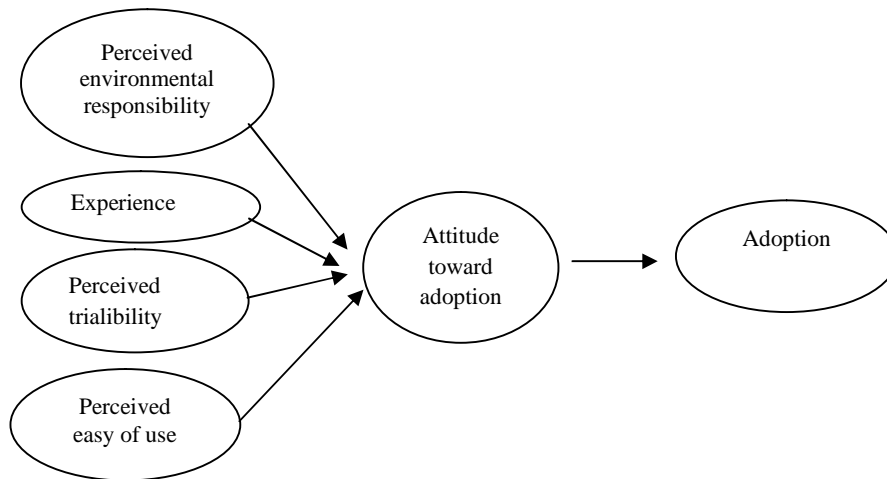 Perceived
environmental
responsibility
Experience
Perceived
trialibility
Perceived
easy of use
Attitude
toward
adoption
Adoption